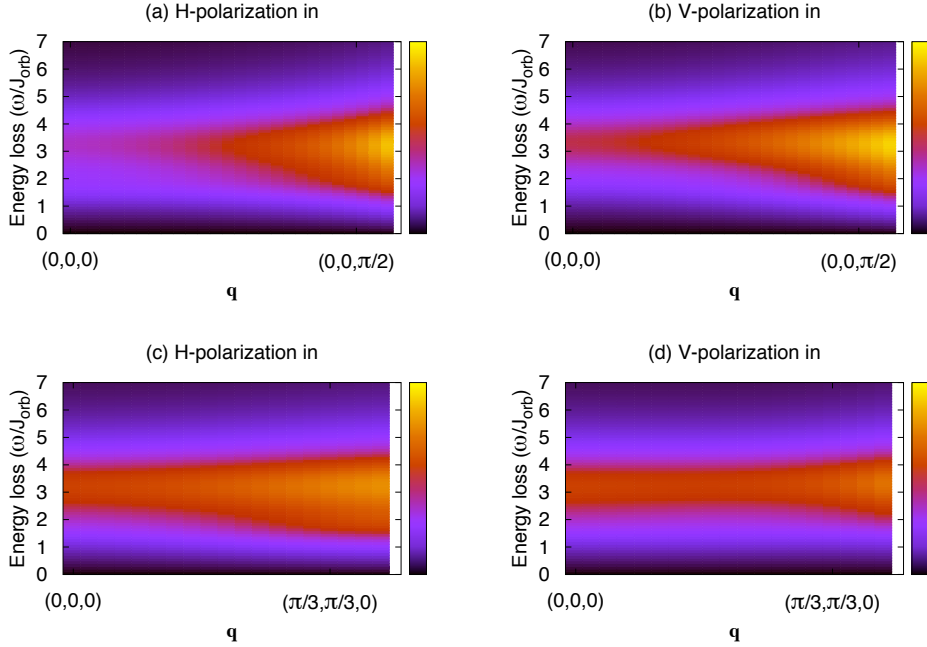 (a) H-polarization in
Energy loss (ω/J_orb)
7
6
5
4
3
2
1
0
(0,0,0)
(0,0,π/2)
q
(b) V-polarization in
Energy loss (ω/J_orb)
7
6
5
4
3
2
1
0
(0,0,0)
(0,0,π/2)
q
(c) H-polarization in
Energy loss (ω/J_orb)
7
6
5
4
3
2
1
0
(0,0,0)
(π/3,π/3,0)
q
(d) V-polarization in
Energy loss (ω/J_orb)
7
6
5
4
3
2
1
0
(0,0,0)
(π/3,π/3,0)
q